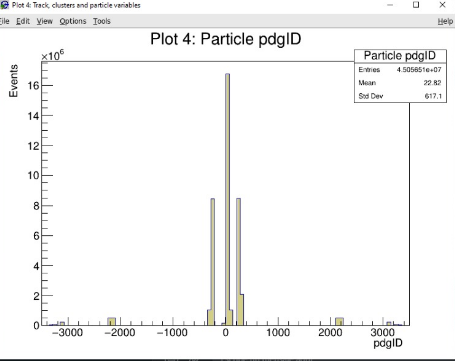 Plot 4: Track, clusters and particle variables
File Edit View Options Tools Help
Plot 4: Particle pdgID
×10⁶
Events
Particle pdgID
Entries 4.505651e+07
Mean 22.82
Std Dev 617.1
16
14
12
10
8
6
4
2
0
−3000 −2000 −1000 0 1000 2000 3000
pdgID